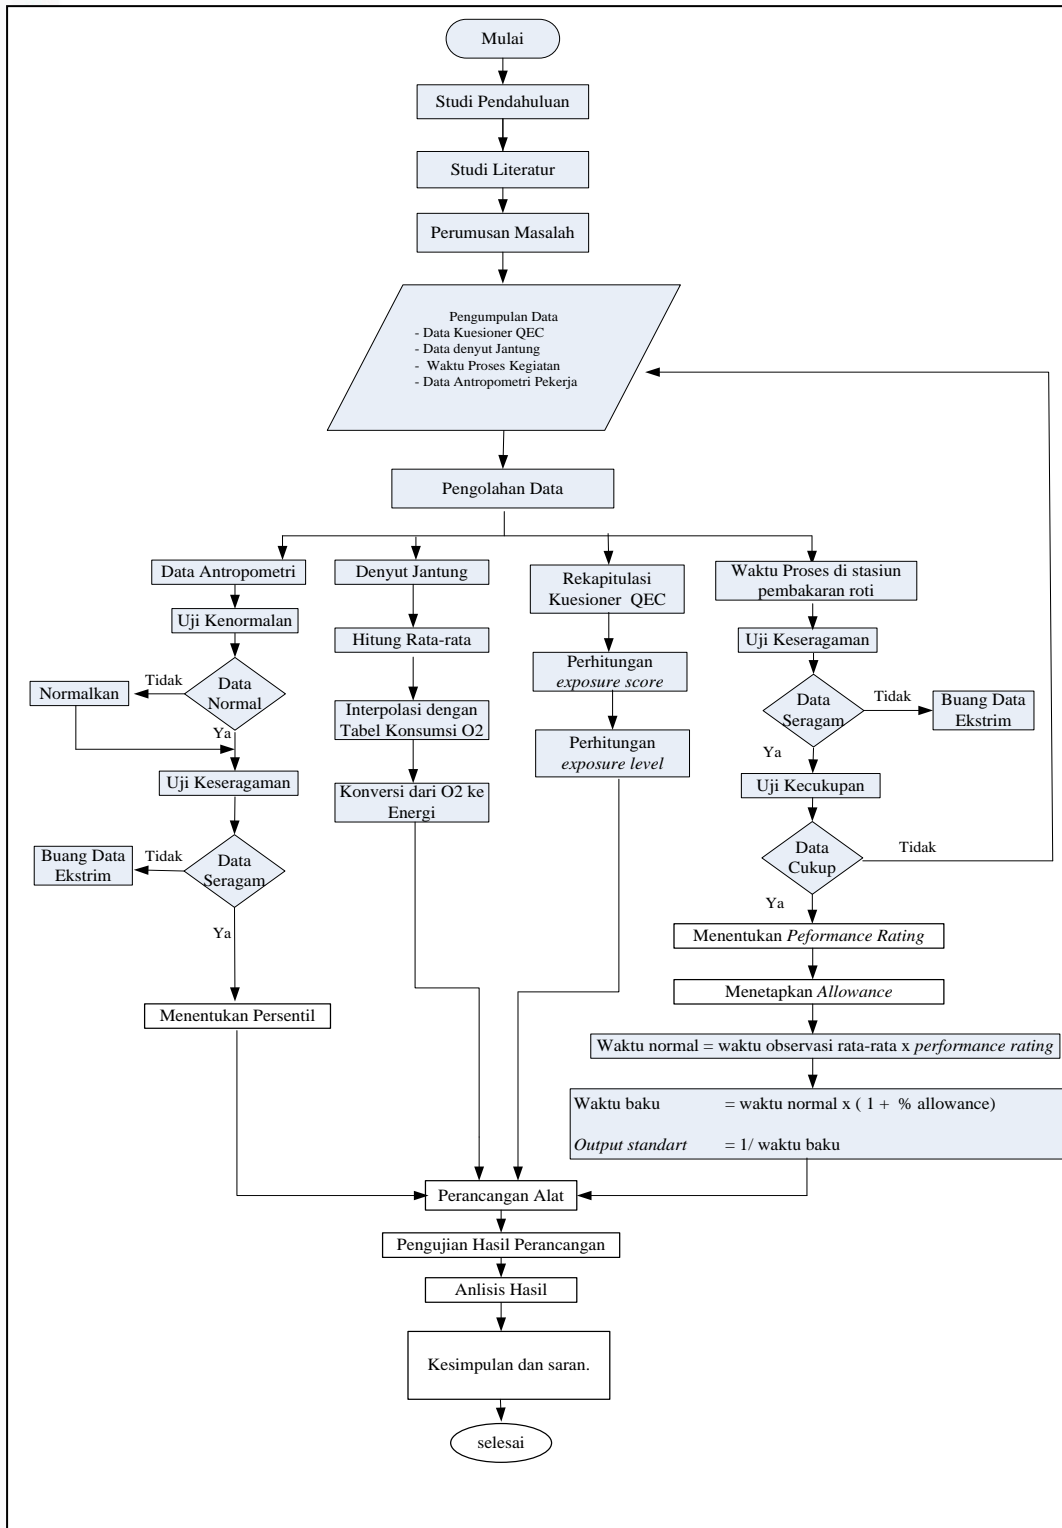 Mulai
Studi Pendahuluan
Studi Literatur
Perumusan Masalah
Pengumpulan Data
- Data Kuesioner QEC
- Data denyut Jantung
- Waktu Proses Kegiatan
- Data Antropometri Pekerja
Pengolahan Data
Data Antropometri
Uji Kenormalan
Data
Normal
Tidak
Normalkan
Ya
Uji Keseragaman
Data
Seragam
Tidak
Buang Data
Ekstrim
Ya
Menentukan Persentil
Denyut Jantung
Hitung Rata-rata
Interpolasi dengan
Tabel Konsumsi O2
Konversi dari O2 ke
Energi
Rekapitulasi
Kuesioner QEC
Perhitungan
exposure score
Perhitungan
exposure level
Waktu Proses di stasiun
pembakaran roti
Uji Keseragaman
Data
Seragam
Tidak
Buang Data
Ekstrim
Ya
Uji Kecukupan
Data
Cukup
Tidak
Ya
Menentukan Peformance Rating
Menetapkan Allowance
Waktu normal = waktu observasi rata-rata x performance rating
Waktu baku = waktu normal x ( 1 + % allowance)
Output standart = 1/ waktu baku
Perancangan Alat
Pengujian Hasil Perancangan
Anlisis Hasil
Kesimpulan dan saran.
selesai